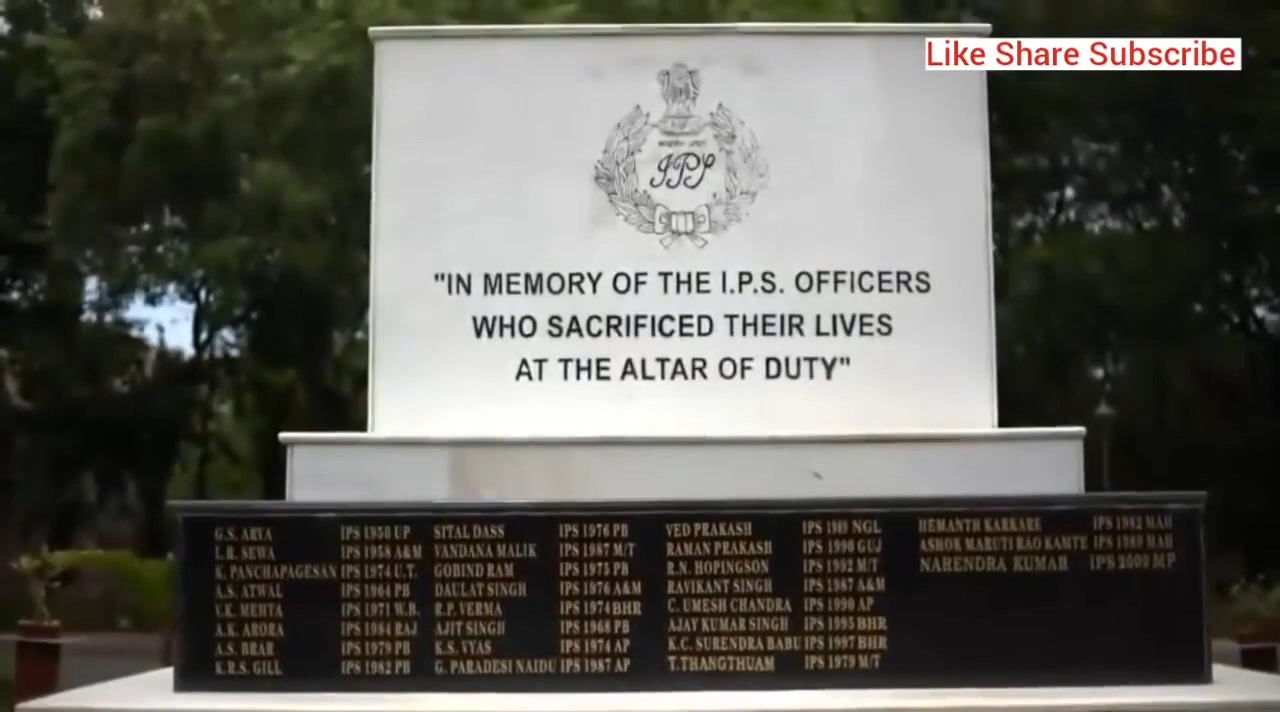 Like Share Subscribe
IPS
"IN MEMORY OF THE I.P.S. OFFICERS
WHO SACRIFICED THEIR LIVES
AT THE ALTAR OF DUTY"
G.S. ARYA IPS 1950 UP
L.B. SEWA IPS 1958 A&M
K. PANCHAPAGESAN IPS 1974 U.T.
A.S. ATWAL IPS 1964 PB
V.K. MEHTA IPS 1971 W.B.
A.K. ARORA IPS 1984 RAJ
A.S. BRAR IPS 1979 PB
K.R.S. GILL IPS 1982 PB
SITAL DASS IPS 1976 PB
VANDANA MALIK IPS 1987 M/T
GOBIND RAM IPS 1975 PB
DAULAT SINGH IPS 1976 A&M
R.P. VERMA IPS 1974 BHR
AJIT SINGH IPS 1968 PB
K.S. VYAS IPS 1974 AP
G. PARADESI NAIDU IPS 1987 AP
VED PRAKASH IPS 1989 NGL
RAMAN PRAKASH IPS 1990 GUJ
R.N. HOPINGSON IPS 1992 M/T
RAVIKANT SINGH IPS 1987 A&M
C. UMESH CHANDRA IPS 1990 AP
AJAY KUMAR SINGH IPS 1995 BHR
K.C. SURENDRA BABU IPS 1997 BHR
T.THANGTHUAM IPS 1979 M/T
HEMANTH KARKARE IPS 1982 MAH
ASHOK MARUTI RAO KAMTE IPS 1989 MAH
NARENDRA KUMAR IPS 2009 MP